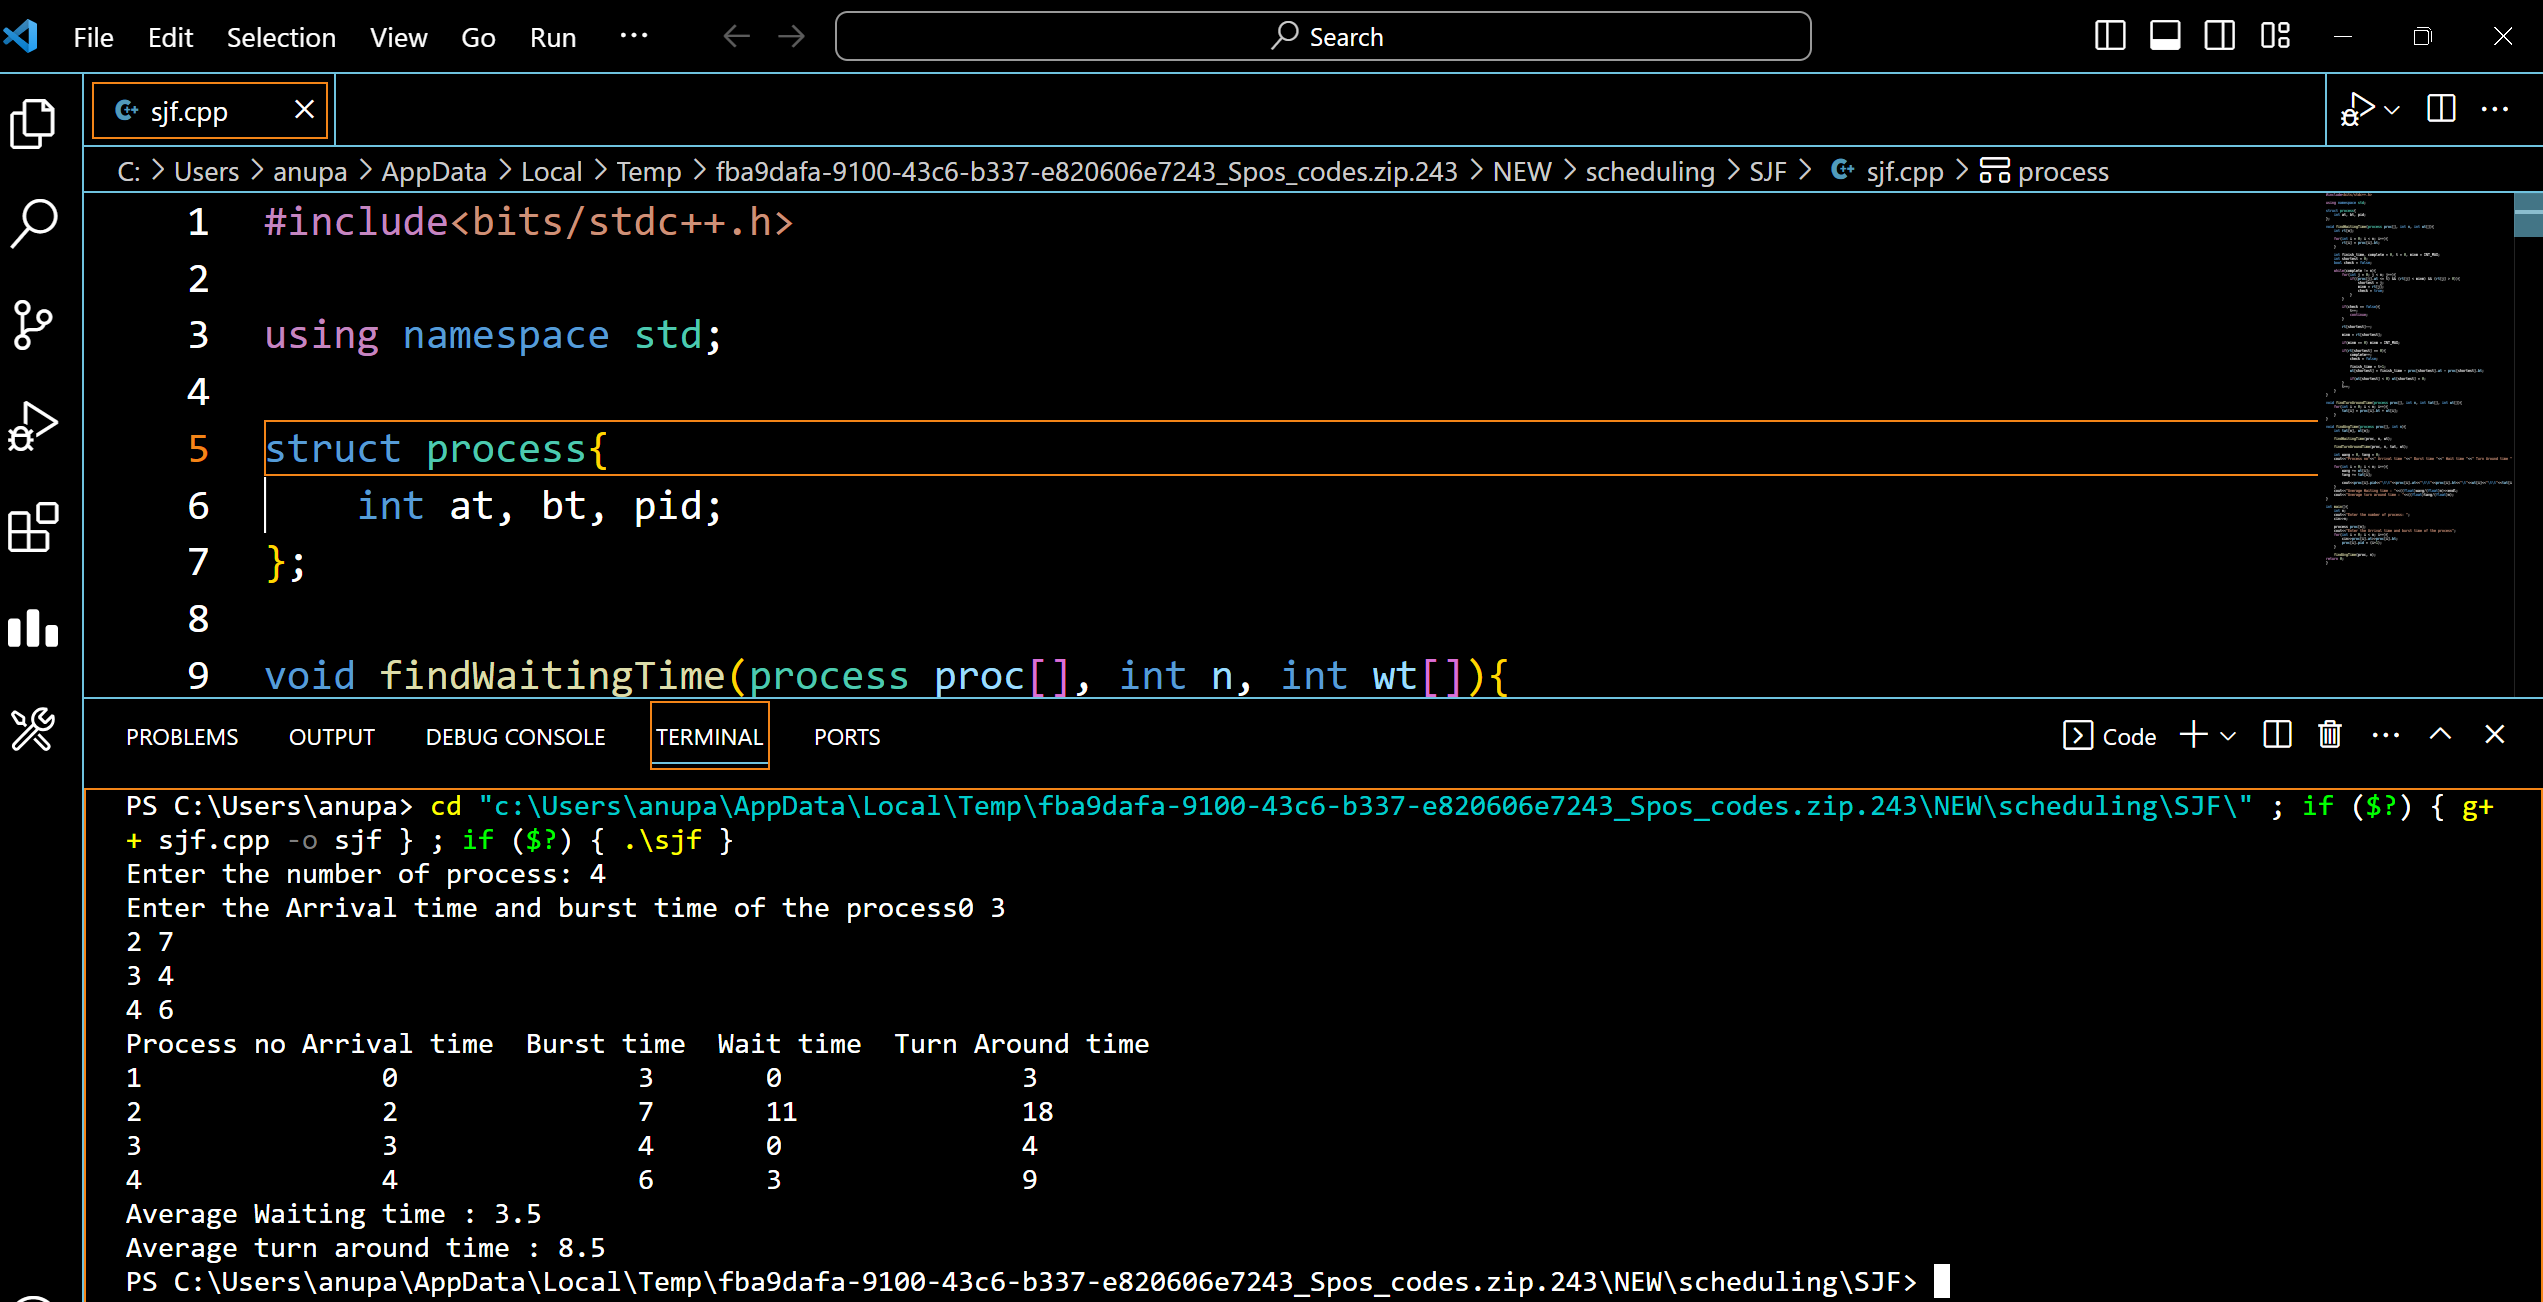 File Edit Selection View Go Run ··· Search
sjf.cpp
C: > Users > anupa > AppData > Local > Temp > fba9dafa-9100-43c6-b337-e820606e7243_Spos_codes.zip.243 > NEW > scheduling > SJF > sjf.cpp > process
1 #include<bits/stdc++.h>
2
3 using namespace std;
4
5 struct process{
6 int at, bt, pid;
7 };
8
9 void findWaitingTime(process proc[], int n, int wt[]){
PROBLEMS OUTPUT DEBUG CONSOLE TERMINAL PORTS Code
PS C:\Users\anupa> cd "c:\Users\anupa\AppData\Local\Temp\fba9dafa-9100-43c6-b337-e820606e7243_Spos_codes.zip.243\NEW\scheduling\SJF\" ; if ($?) { g+
+ sjf.cpp -o sjf } ; if ($?) { .\sjf }
Enter the number of process: 4
Enter the Arrival time and burst time of the process0 3
2 7
3 4
4 6
Process no Arrival time Burst time Wait time Turn Around time
1 0 3 0 3
2 2 7 11 18
3 3 4 0 4
4 4 6 3 9
Average Waiting time : 3.5
Average turn around time : 8.5
PS C:\Users\anupa\AppData\Local\Temp\fba9dafa-9100-43c6-b337-e820606e7243_Spos_codes.zip.243\NEW\scheduling\SJF>